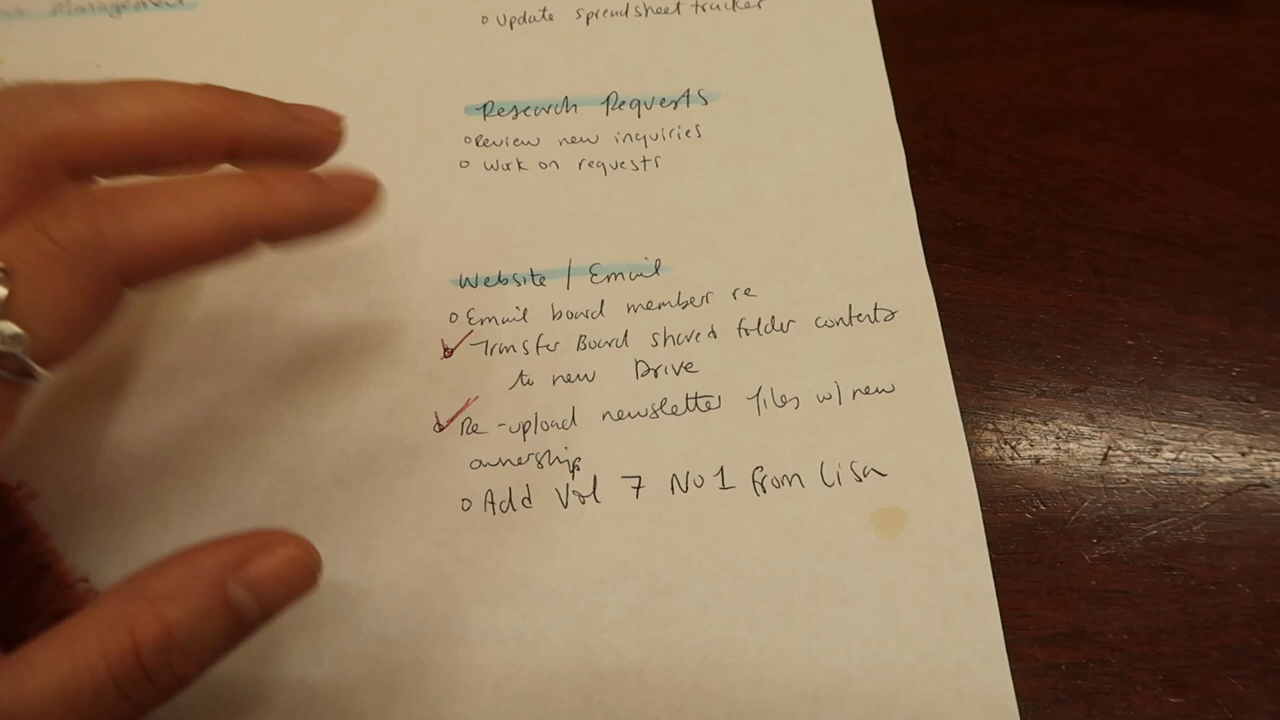 Management
Update spreadsheet tracker
Research Requests
Review new inquiries
Work on requests
Website / Email
Email board member re
Transfer Board shared folder contents
to new Drive
Re-upload newsletter files w/ new
ownership
Add Vol 7 No 1 from Lisa